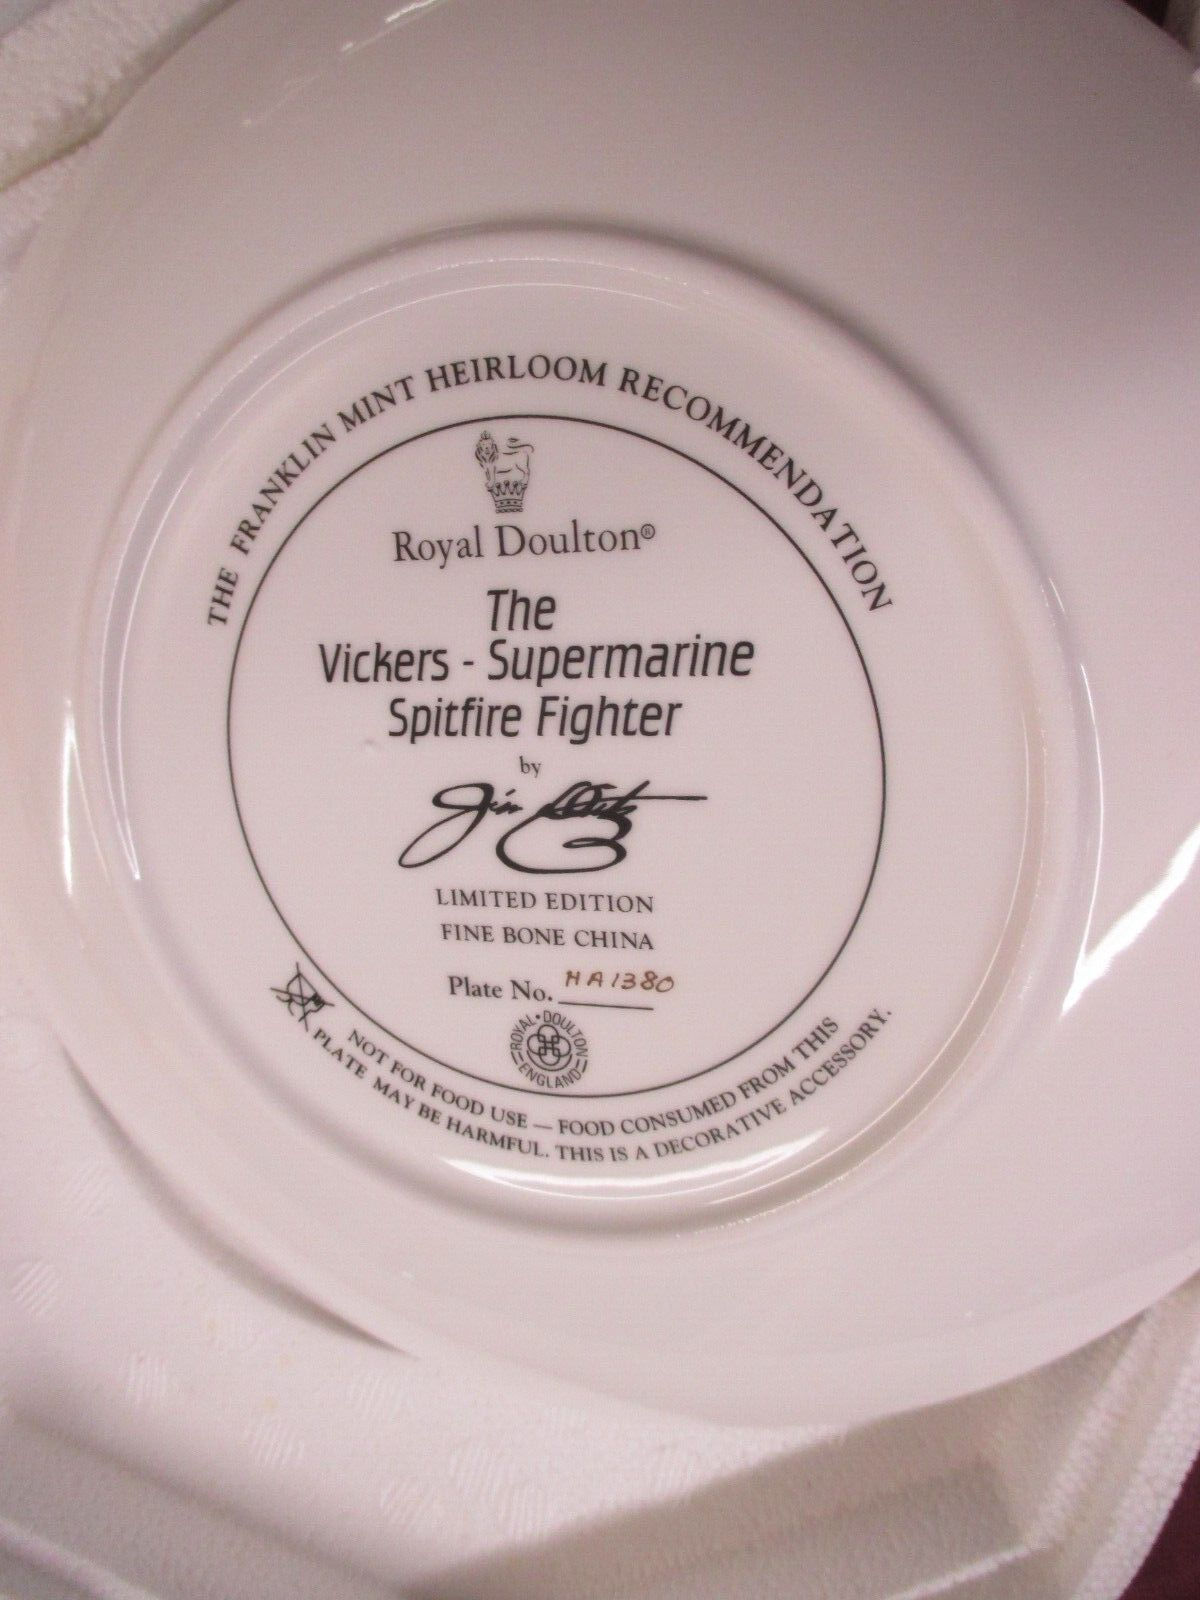 THE FRANKLIN MINT HEIRLOOM RECOMMENDATION
Royal Doulton®
The
Vickers - Supermarine
Spitfire Fighter
by
Jim
LIMITED EDITION
FINE BONE CHINA
Plate No. HA1380
ROYAL • DOULTON
ENGLAND
NOT FOR FOOD USE — FOOD CONSUMED FROM THIS
PLATE MAY BE HARMFUL. THIS IS A DECORATIVE ACCESSORY.